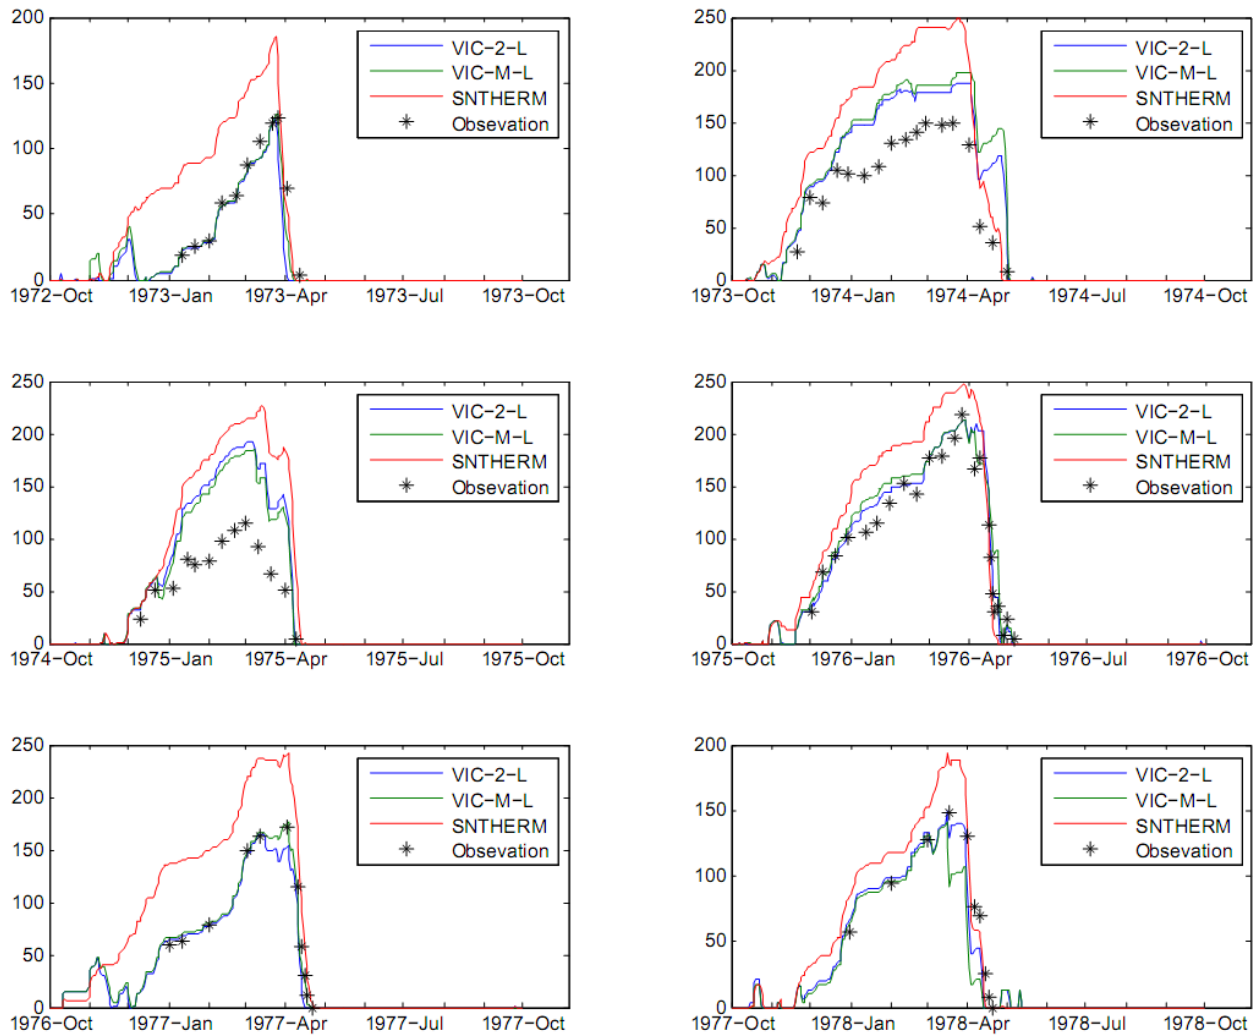 200
150
100
50
0
1972-Oct 1973-Jan 1973-Apr 1973-Jul 1973-Oct
VIC-2-L
VIC-M-L
SNTHERM
Obsevation
250
200
150
100
50
0
1973-Oct 1974-Jan 1974-Apr 1974-Jul 1974-Oct
VIC-2-L
VIC-M-L
SNTHERM
Obsevation
250
200
150
100
50
0
1974-Oct 1975-Jan 1975-Apr 1975-Jul 1975-Oct
VIC-2-L
VIC-M-L
SNTHERM
Obsevation
250
200
150
100
50
0
1975-Oct 1976-Jan 1976-Apr 1976-Jul 1976-Oct
VIC-2-L
VIC-M-L
SNTHERM
Obsevation
250
200
150
100
50
0
1976-Oct 1977-Jan 1977-Apr 1977-Jul 1977-Oct
VIC-2-L
VIC-M-L
SNTHERM
Obsevation
200
150
100
50
0
1977-Oct 1978-Jan 1978-Apr 1978-Jul 1978-Oct
VIC-2-L
VIC-M-L
SNTHERM
Obsevation